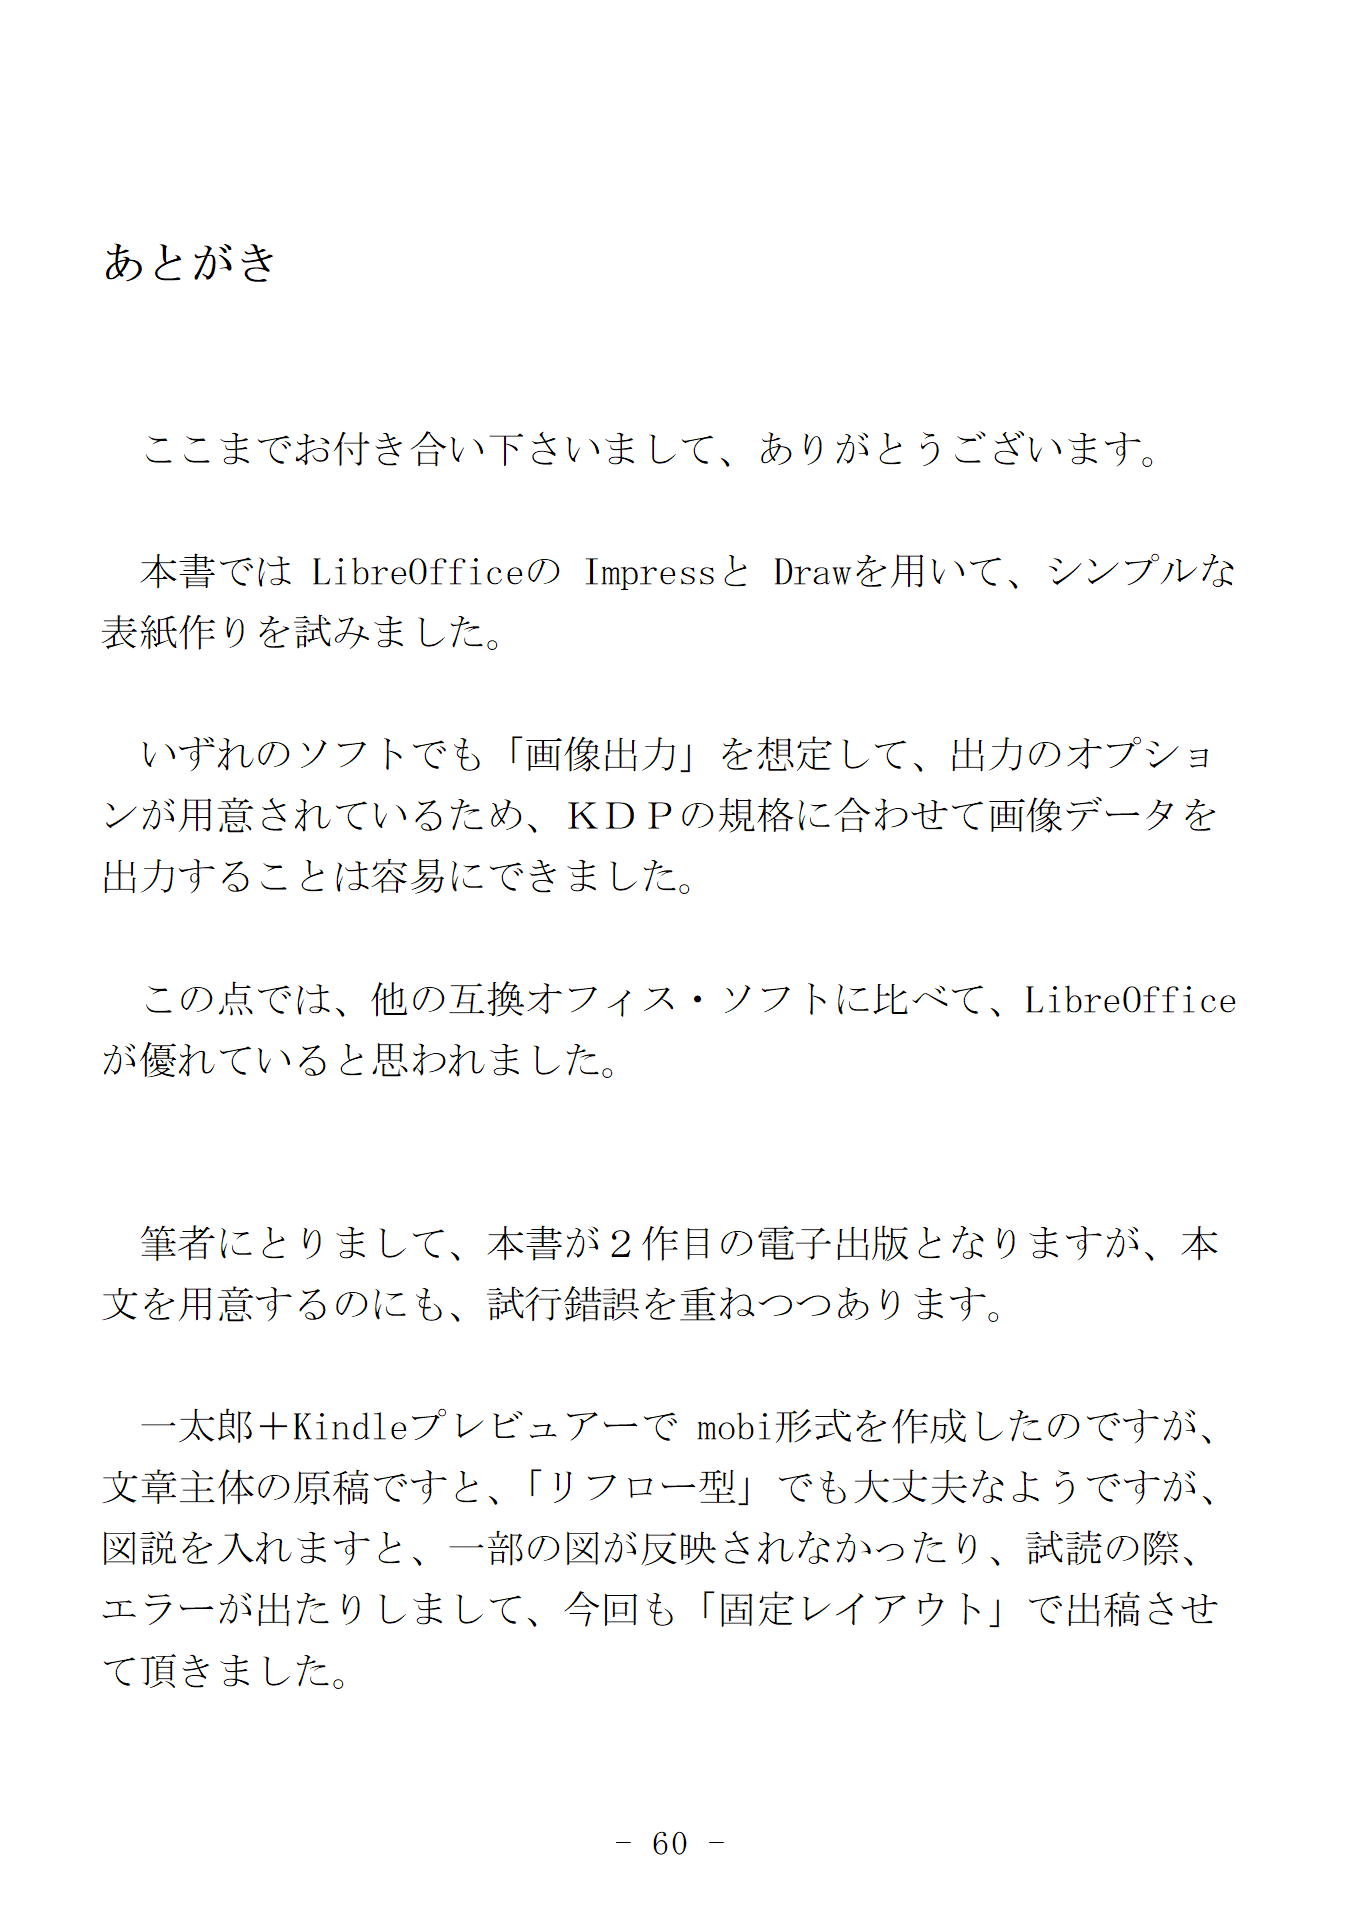 あとがき
　ここまでお付き合い下さいまして、ありがとうございます。
　本書では LibreOfficeの Impressと Drawを用いて、シンプルな
表紙作りを試みました。
　いずれのソフトでも「画像出力」を想定して、出力のオプショ
ンが用意されているため、ＫＤＰの規格に合わせて画像データを
出力することは容易にできました。
　この点では、他の互換オフィス・ソフトに比べて、LibreOffice
が優れていると思われました。
　筆者にとりまして、本書が２作目の電子出版となりますが、本
文を用意するのにも、試行錯誤を重ねつつあります。
　一太郎＋Kindleプレビュアーで mobi形式を作成したのですが、
文章主体の原稿ですと、「リフロー型」でも大丈夫なようですが、
図説を入れますと、一部の図が反映されなかったり、試読の際、
エラーが出たりしまして、今回も「固定レイアウト」で出稿させ
て頂きました。
- 60 -